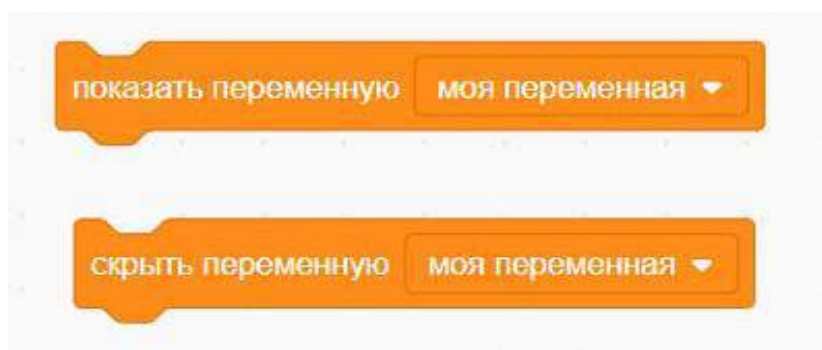 показать переменную моя переменная
скрыть переменную моя переменная